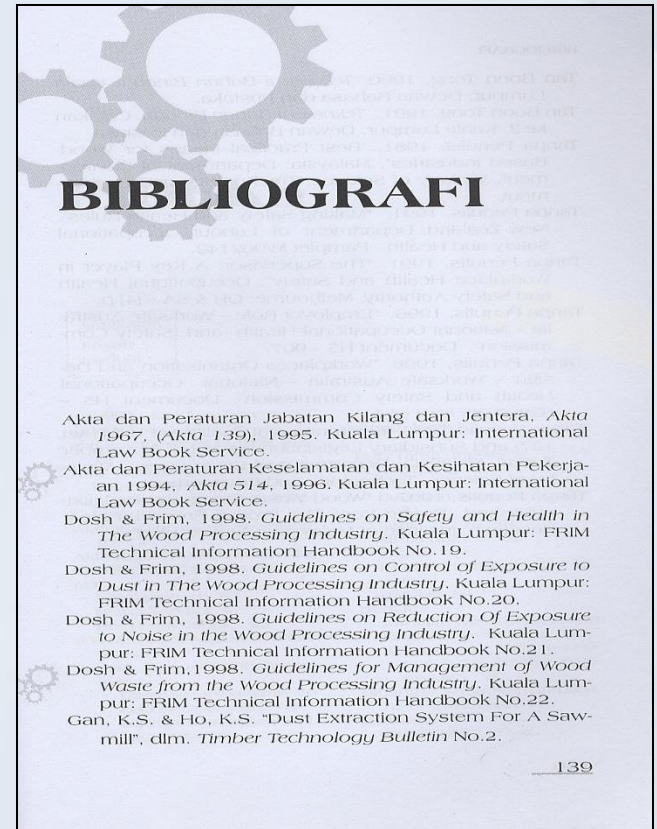 BIBLIOGRAFI
Akta dan Peraturan Jabatan Kilang dan Jentera. Akta
1967, (Akta 139), 1995. Kuala Lumpur: International
Law Book Service.
Akta dan Peraturan Keselamatan dan Kesihatan Pekerja-
an 1994, Akta 514, 1996. Kuala Lumpur: International
Law Book Service.
Dosh & Frim, 1998. Guidelines on Safety and Health in
The Wood Processing Industry. Kuala Lumpur: FRIM
Technical Information Handbook No.19.
Dosh & Frim, 1998. Guidelines on Control of Exposure to
Dust in The Wood Processing Industry. Kuala Lumpur:
FRIM Technical Information Handbook No.20.
Dosh & Frim, 1998. Guidelines on Reduction Of Exposure
to Noise in the Wood Processing Industry. Kuala Lum-
pur: FRIM Technical Information Handbook No.21.
Dosh & Frim,1998. Guidelines for Management of Wood
Waste from the Wood Processing Industry. Kuala Lum-
pur: FRIM Technical Information Handbook No.22.
Gan, K.S. & Ho, K.S. "Dust Extraction System For A Saw-
mill", dlm. Timber Technology Bulletin No.2.
139